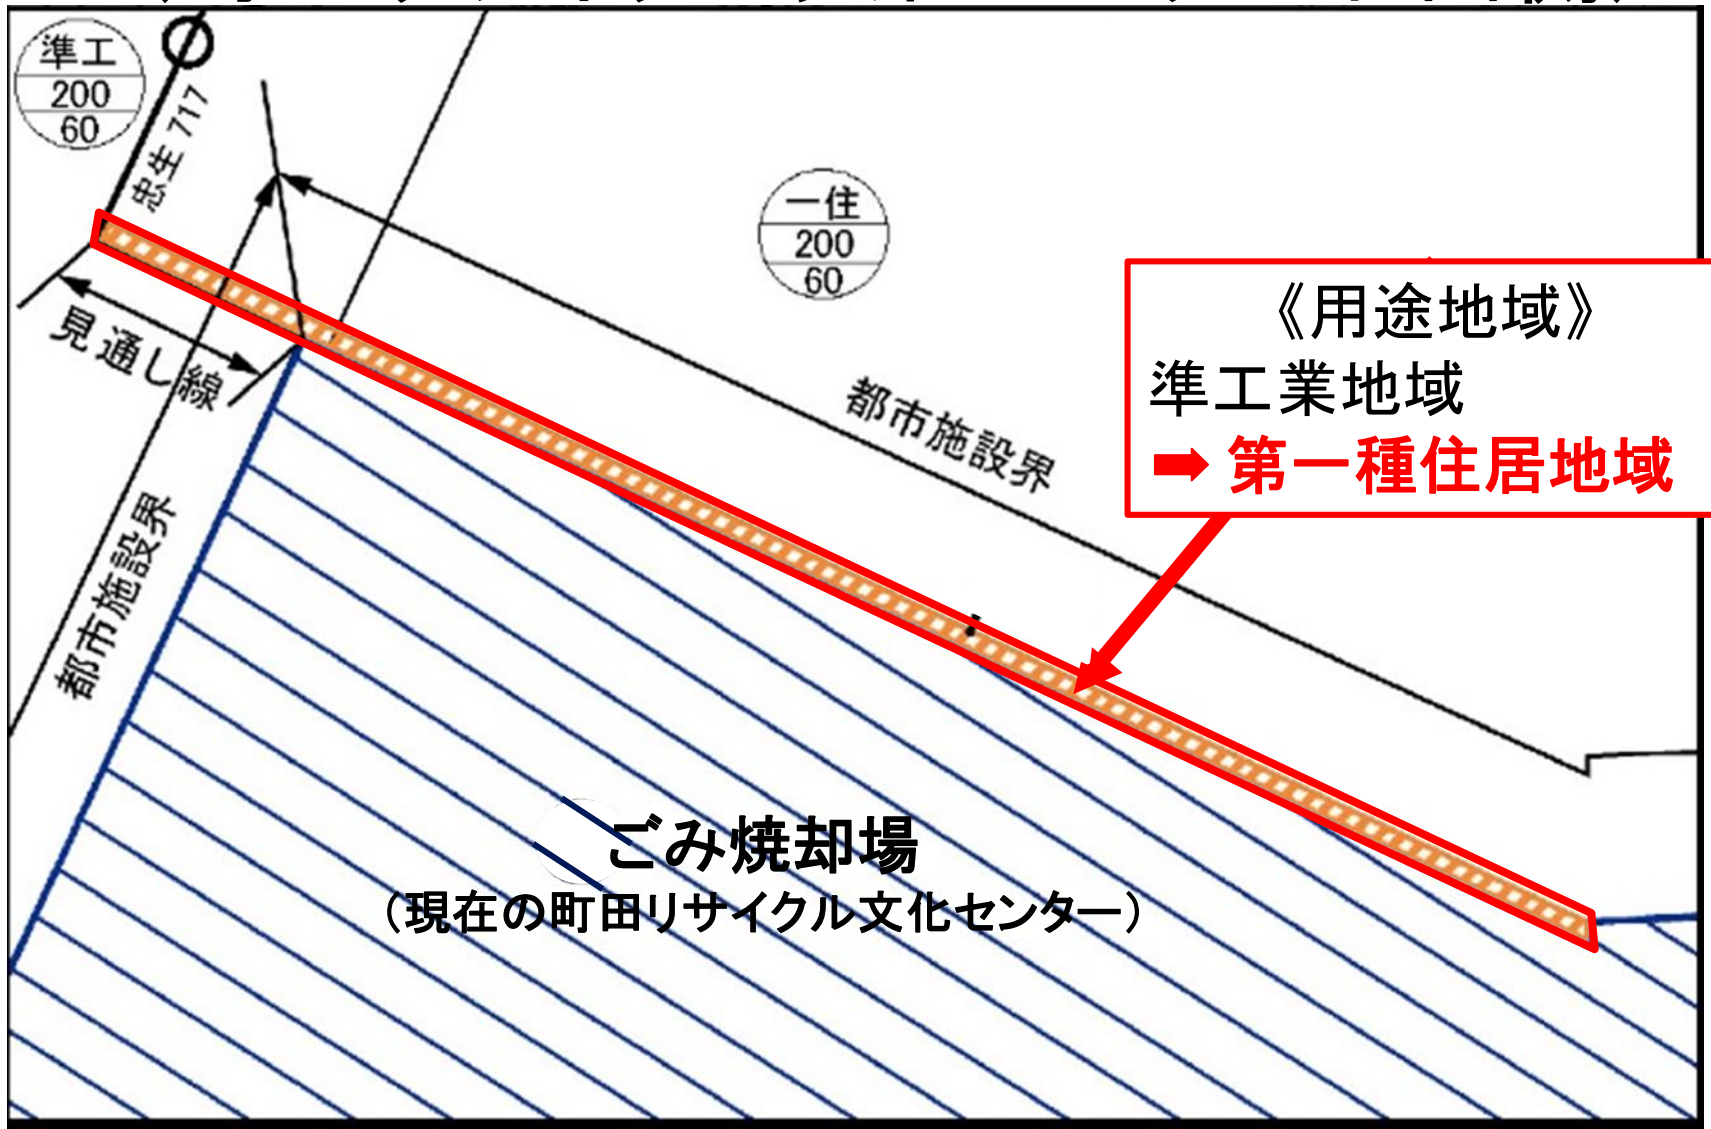 準工
200
60
忠生 717
一住
200
60
《用途地域》
準工業地域
➡ 第一種住居地域
見通し線
都市施設界
都市施設界
ごみ焼却場
（現在の町田リサイクル文化センター）